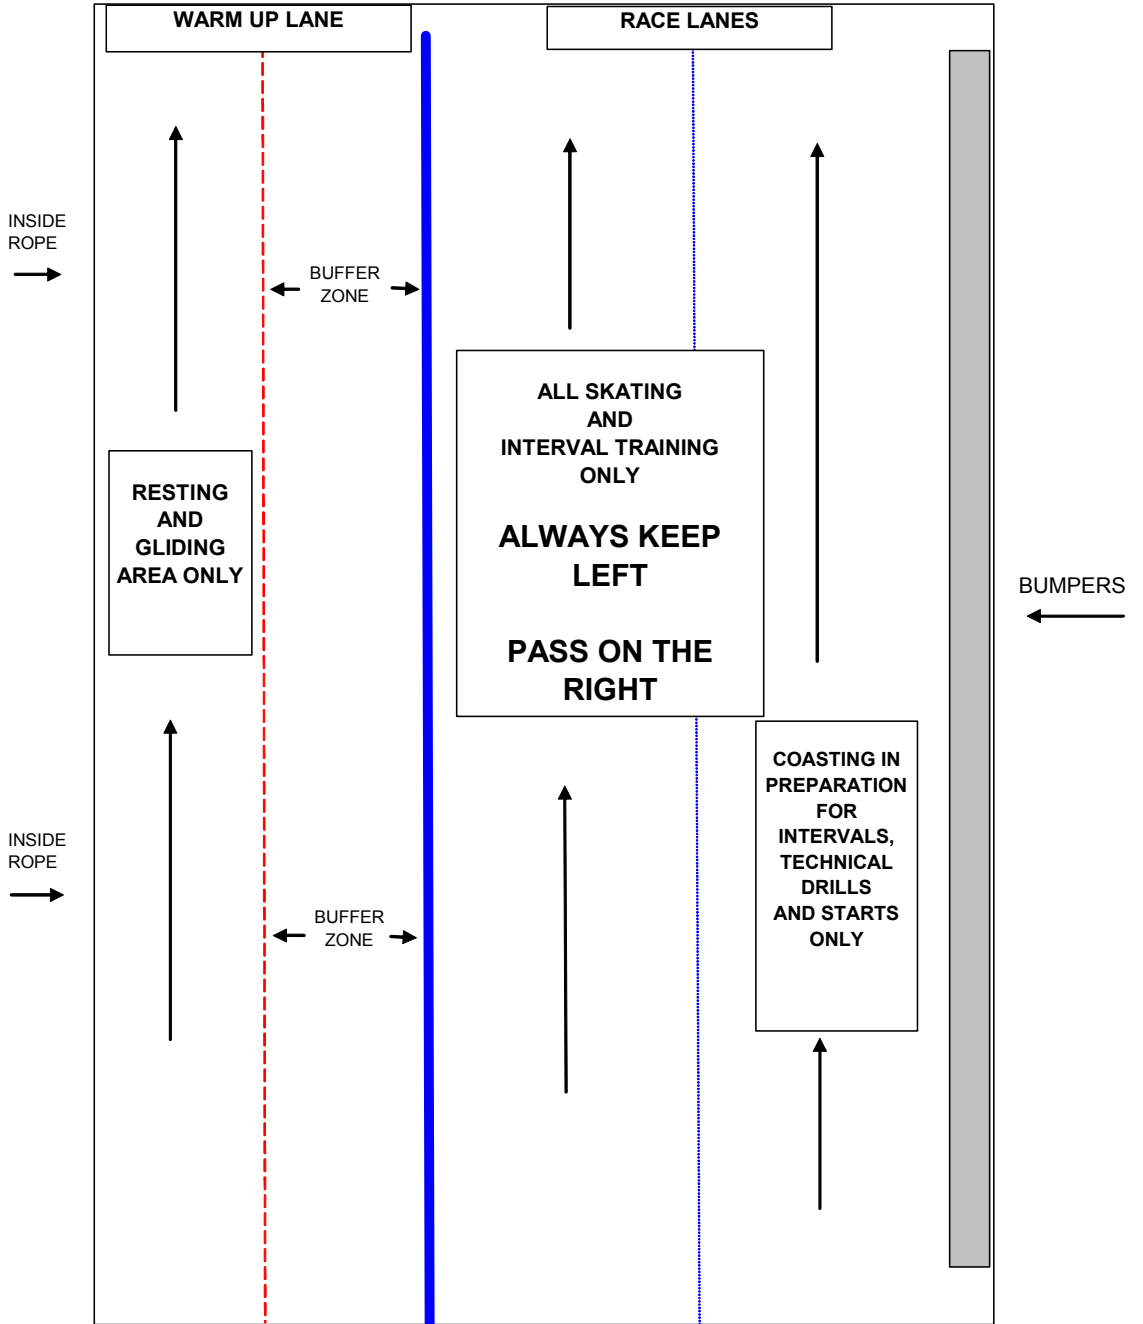 WARM UP LANE
RACE LANES
INSIDE
ROPE
BUFFER
ZONE
ALL SKATING
AND
INTERVAL TRAINING
ONLY
ALWAYS KEEP
LEFT
PASS ON THE
RIGHT
RESTING
AND
GLIDING
AREA ONLY
BUMPERS
COASTING IN
PREPARATION
FOR
INTERVALS,
TECHNICAL
DRILLS
AND STARTS
ONLY
INSIDE
ROPE
BUFFER
ZONE